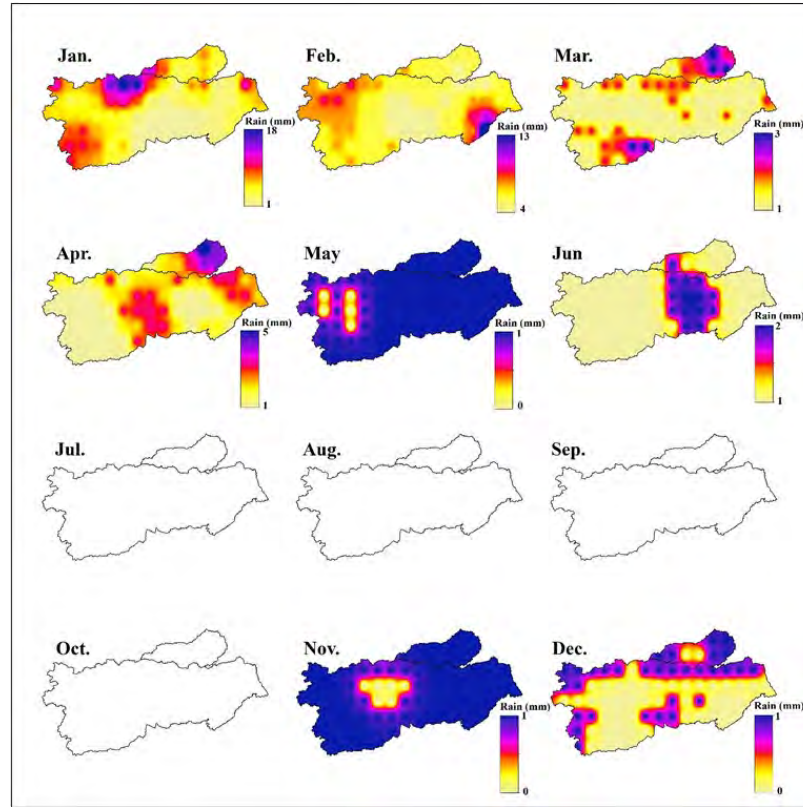 Jan.
Rain (mm)
18
1
Feb.
Rain (mm)
13
4
Mar.
Rain (mm)
3
1
Apr.
Rain (mm)
5
1
May
Rain (mm)
1
0
Jun
Rain (mm)
2
1
Jul.
Aug.
Sep.
Oct.
Nov.
Rain (mm)
1
0
Dec.
Rain (mm)
1
0